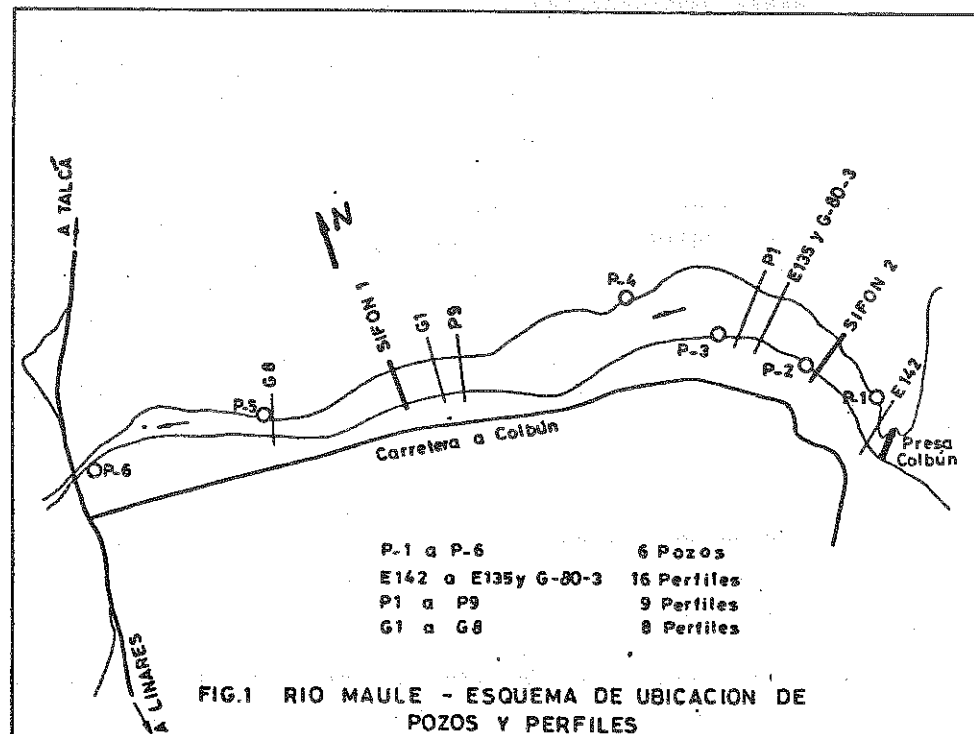 A TALCA
N
P-4
P1
E135 y G-80-3
SIFON 2
SIFON 1
G1
P9
P-3
P-2
G8
P-5
P-1
E142
Presa
Colbún
P-6
Carretera a Colbún
A LINARES
P-1 a P-6 6 Pozos
E142 a E135y G-80-3 16 Perfiles
P1 a P9 9 Perfiles
G1 a G8 8 Perfiles
FIG.1 RIO MAULE - ESQUEMA DE UBICACION DE
POZOS Y PERFILES